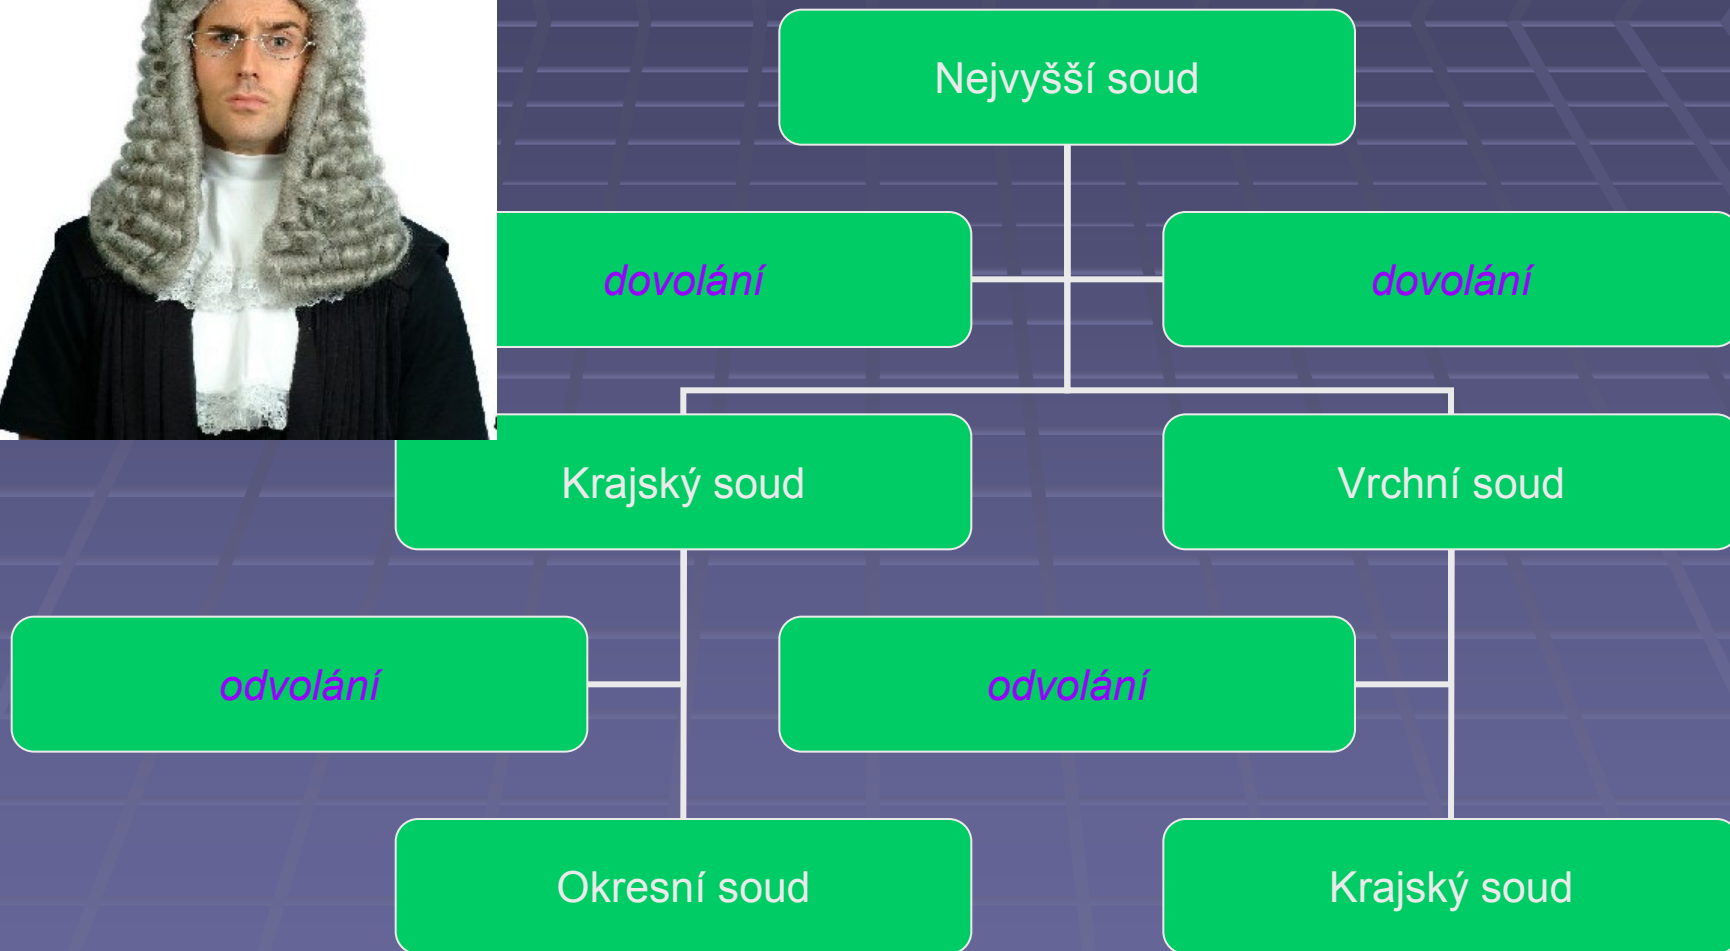 Nejvyšší soud
dovolání
dovolání
Krajský soud
Vrchní soud
odvolání
odvolání
Okresní soud
Krajský soud